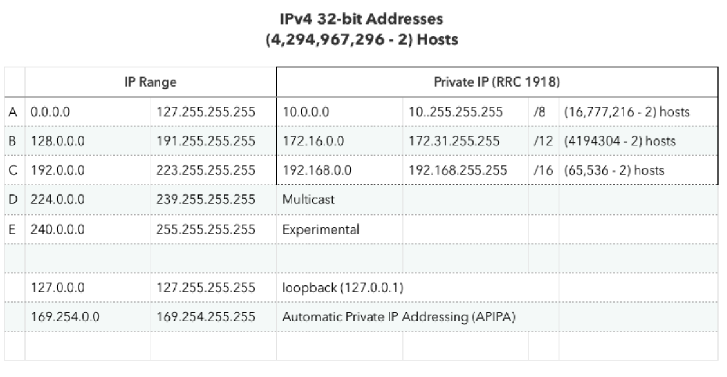 IPv4 32-bit Addresses
(4,294,967,296 - 2) Hosts
IP Range Private IP (RRC 1918)
A 0.0.0.0 127.255.255.255 10.0.0.0 10..255.255.255 /8 (16,777,216 - 2) hosts
B 128.0.0.0 191.255.255.255 172.16.0.0 172.31.255.255 /12 (4194304 - 2) hosts
C 192.0.0.0 223.255.255.255 192.168.0.0 192.168.255.255 /16 (65,536 - 2) hosts
D 224.0.0.0 239.255.255.255 Multicast
E 240.0.0.0 255.255.255.255 Experimental
127.0.0.0 127.255.255.255 loopback (127.0.0.1)
169.254.0.0 169.254.255.255 Automatic Private IP Addressing (APIPA)